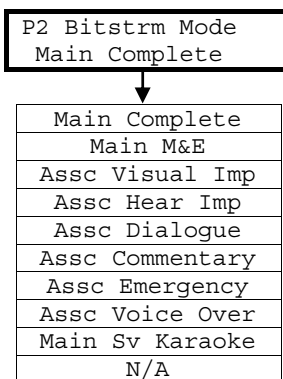 P2 Bitstrm Mode
Main Complete
Main Complete
Main M&E
Assc Visual Imp
Assc Hear Imp
Assc Dialogue
Assc Commentary
Assc Emergency
Assc Voice Over
Main Sv Karaoke
N/A